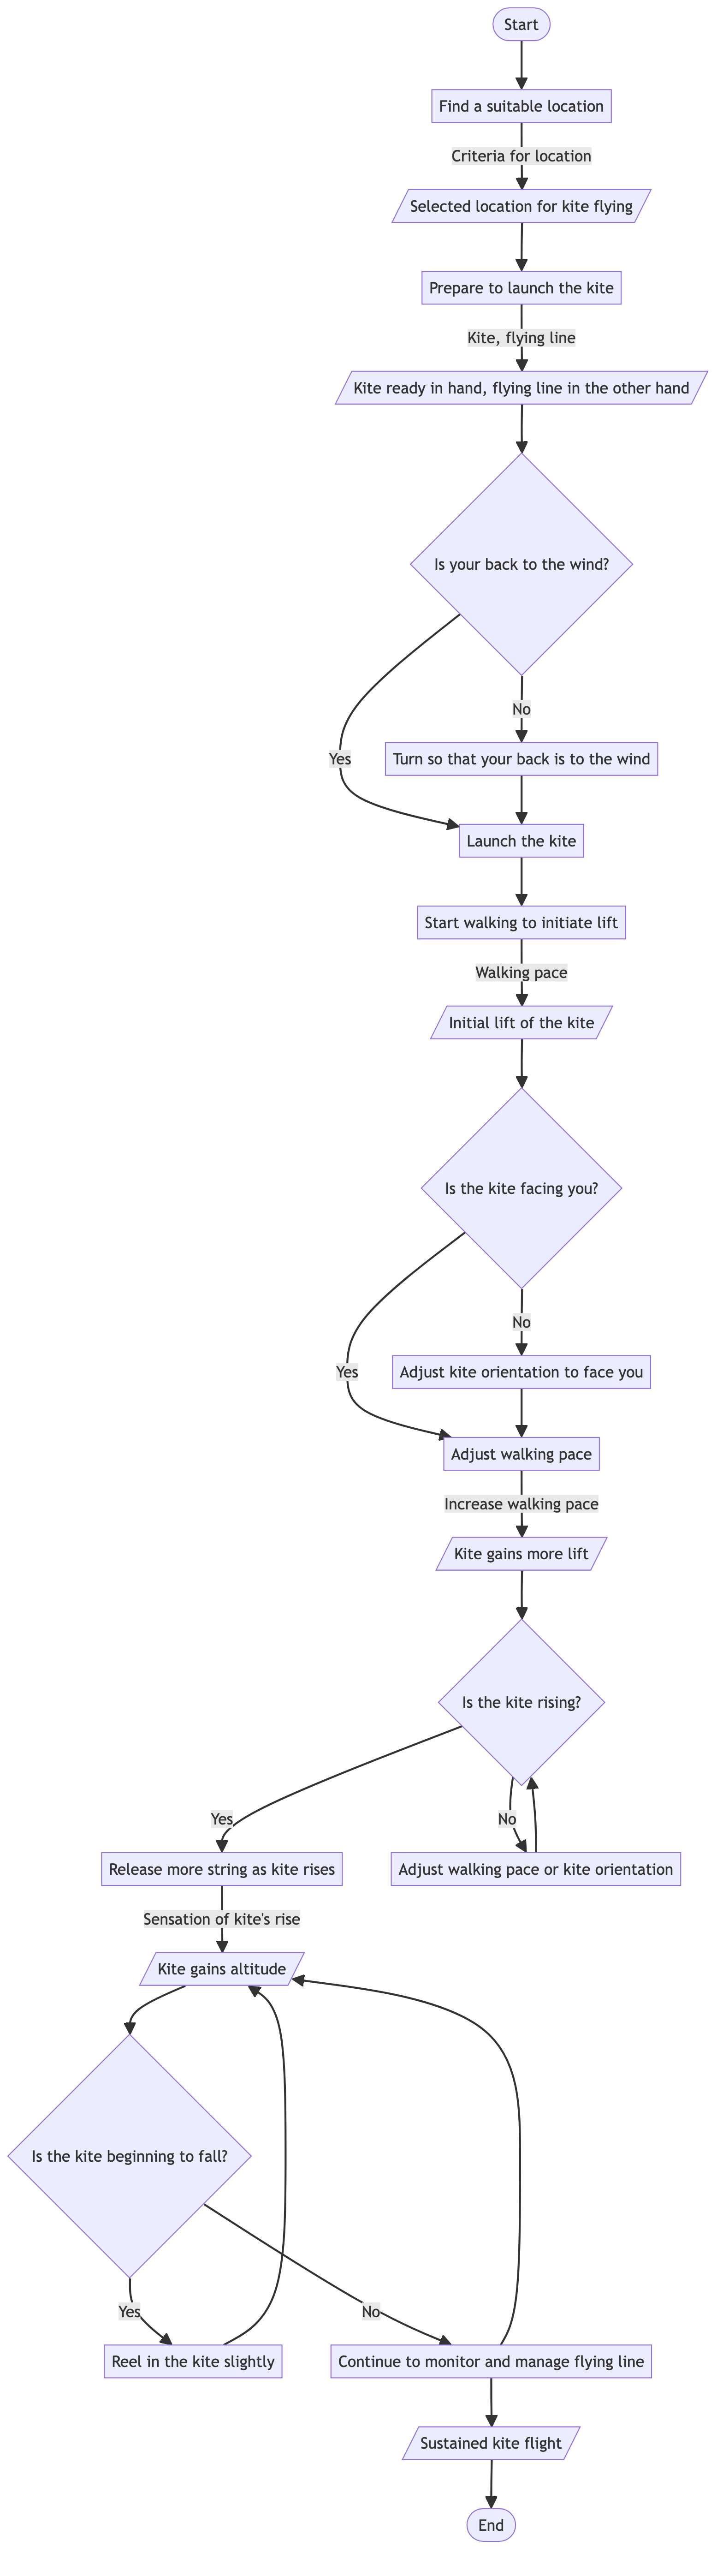 Start
Find a suitable location
Criteria for location
Selected location for kite flying
Prepare to launch the kite
Kite, flying line
Kite ready in hand, flying line in the other hand
Is your back to the wind?
No
Yes
Turn so that your back is to the wind
Launch the kite
Start walking to initiate lift
Walking pace
Initial lift of the kite
Is the kite facing you?
No
Yes
Adjust kite orientation to face you
Adjust walking pace
Increase walking pace
Kite gains more lift
Is the kite rising?
Yes
No
Release more string as kite rises
Adjust walking pace or kite orientation
Sensation of kite's rise
Kite gains altitude
Is the kite beginning to fall?
Yes
No
Reel in the kite slightly
Continue to monitor and manage flying line
Sustained kite flight
End